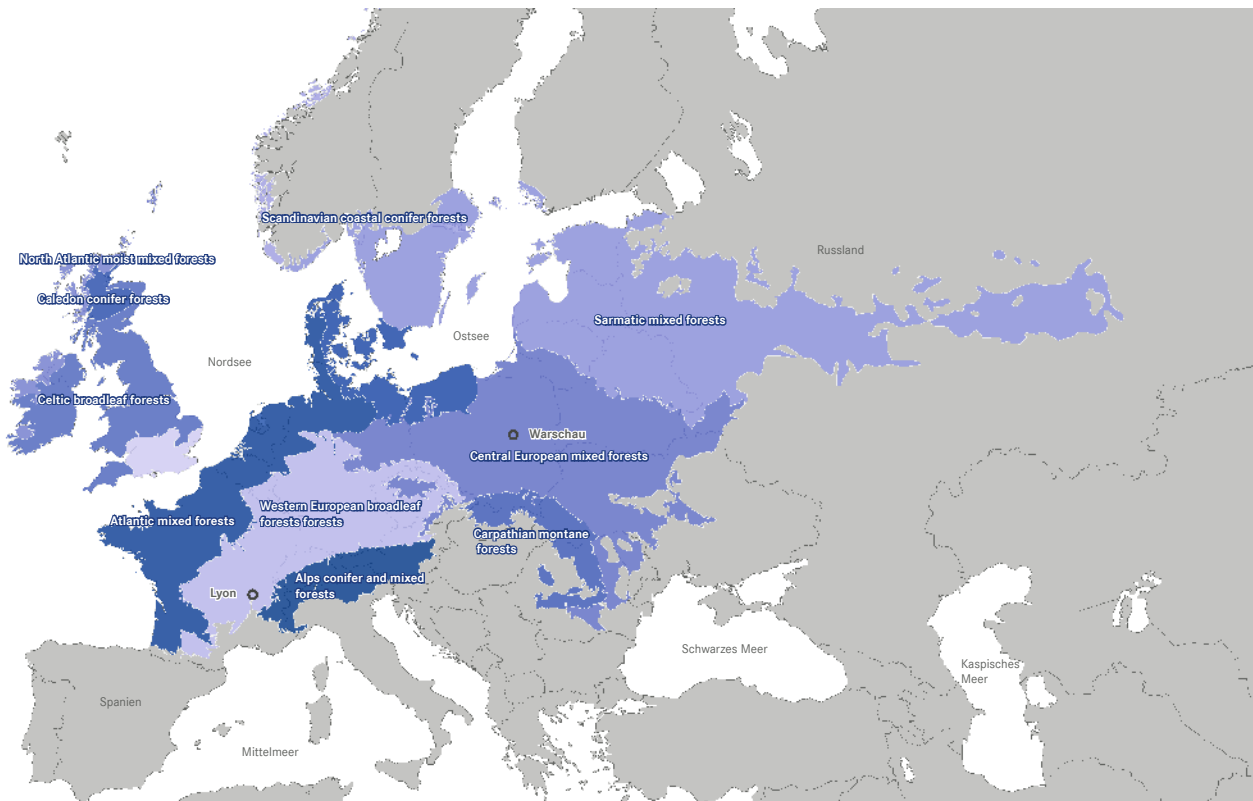 Scandinavian coastal conifer forests
Russland
North Atlantic moist mixed forests
Caledon conifer forests
Sarmatic mixed forests
Ostsee
Nordsee
Celtic broadleaf forests
Warschau
Central European mixed forests
Western European broadleaf
forests forests
Atlantic mixed forests
Carpathian montane
forests
Alps conifer and mixed
forests
Lyon
Schwarzes Meer
Kaspisches
Meer
Spanien
Mittelmeer